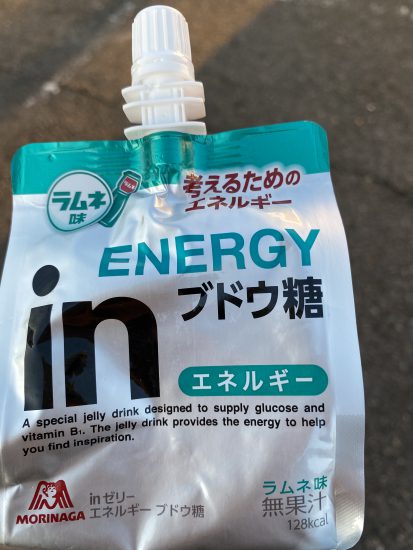 ラムネ
味
ラムネ
考えるための
エネルギー
ENERGY
in
ブドウ糖
エネルギー
A special jelly drink designed to supply glucose and
vitamin B₁. The jelly drink provides the energy to help
you find inspiration.
MORINAGA
inゼリー
エネルギー ブドウ糖
ラムネ味
無果汁
128kcal